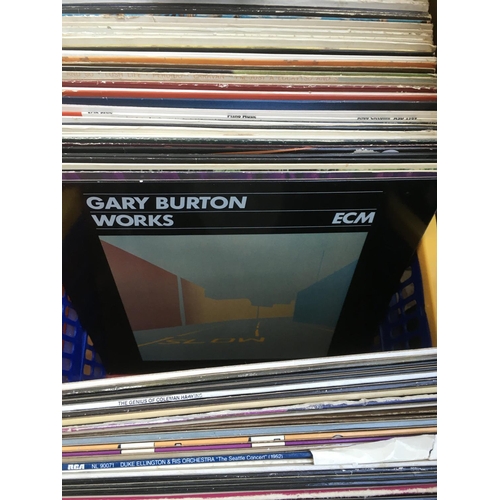 GARY BURTON
WORKS ECM
SLOW
THE GENIUS OF COLEMAN HAWKINS
RCA NL 90071 DUKE ELLINGTON & HIS ORCHESTRA "The Seattle Concert" (1952)